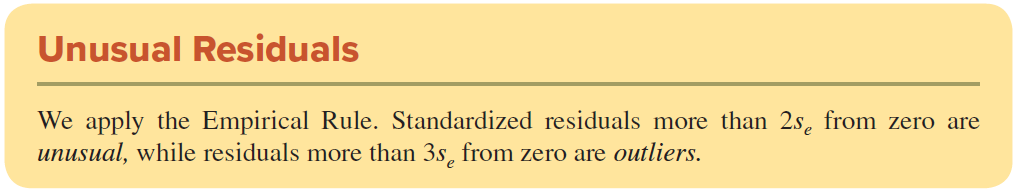 Unusual Residuals
We apply the Empirical Rule. Standardized residuals more than 2sₑ from zero are
unusual, while residuals more than 3sₑ from zero are outliers.